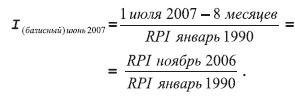 I (базисный) июнь 2007 = 1 июля 2007 – 8 месяцев / RPI январь 1990 =
= RPI ноябрь 2006 / RPI январь 1990 .